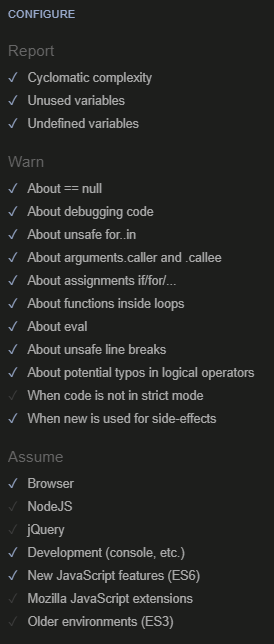 CONFIGURE
Report
Cyclomatic complexity
Unused variables
Undefined variables
Warn
About == null
About debugging code
About unsafe for..in
About arguments.caller and .callee
About assignments if/for/...
About functions inside loops
About eval
About unsafe line breaks
About potential typos in logical operators
When code is not in strict mode
When new is used for side-effects
Assume
Browser
NodeJS
jQuery
Development (console, etc.)
New JavaScript features (ES6)
Mozilla JavaScript extensions
Older environments (ES3)